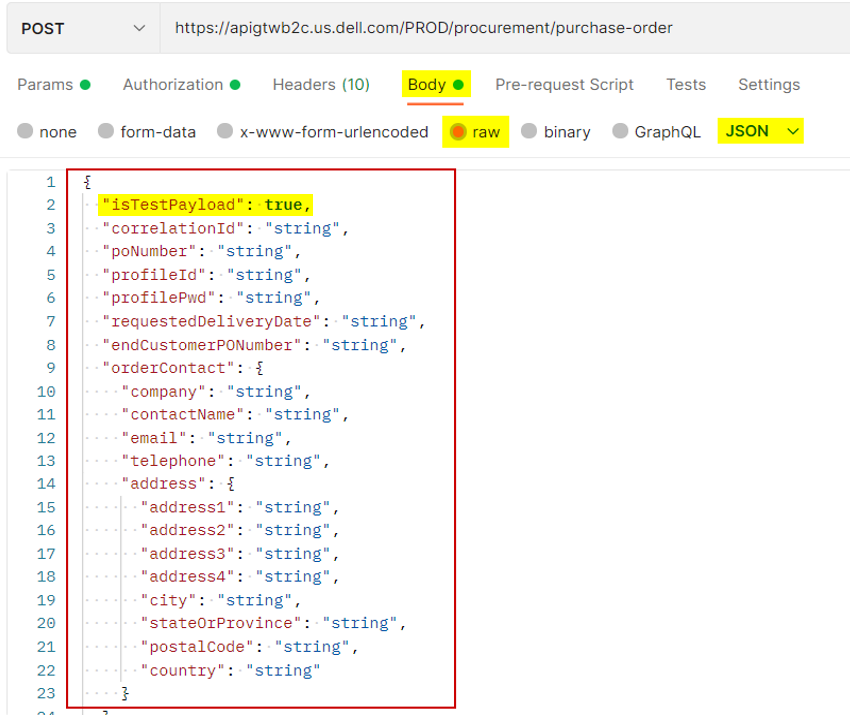 POST https://apigtwb2c.us.dell.com/PROD/procurement/purchase-order
Params Authorization Headers (10) Body Pre-request Script Tests Settings
none form-data x-www-form-urlencoded raw binary GraphQL JSON
1 {
2 "isTestPayload": true,
3 "correlationId": "string",
4 "poNumber": "string",
5 "profileId": "string",
6 "profilePwd": "string",
7 "requestedDeliveryDate": "string",
8 "endCustomerPONumber": "string",
9 "orderContact": {
10 "company": "string",
11 "contactName": "string",
12 "email": "string",
13 "telephone": "string",
14 "address": {
15 "address1": "string",
16 "address2": "string",
17 "address3": "string",
18 "address4": "string",
19 "city": "string",
20 "stateOrProvince": "string",
21 "postalCode": "string",
22 "country": "string"
23 }